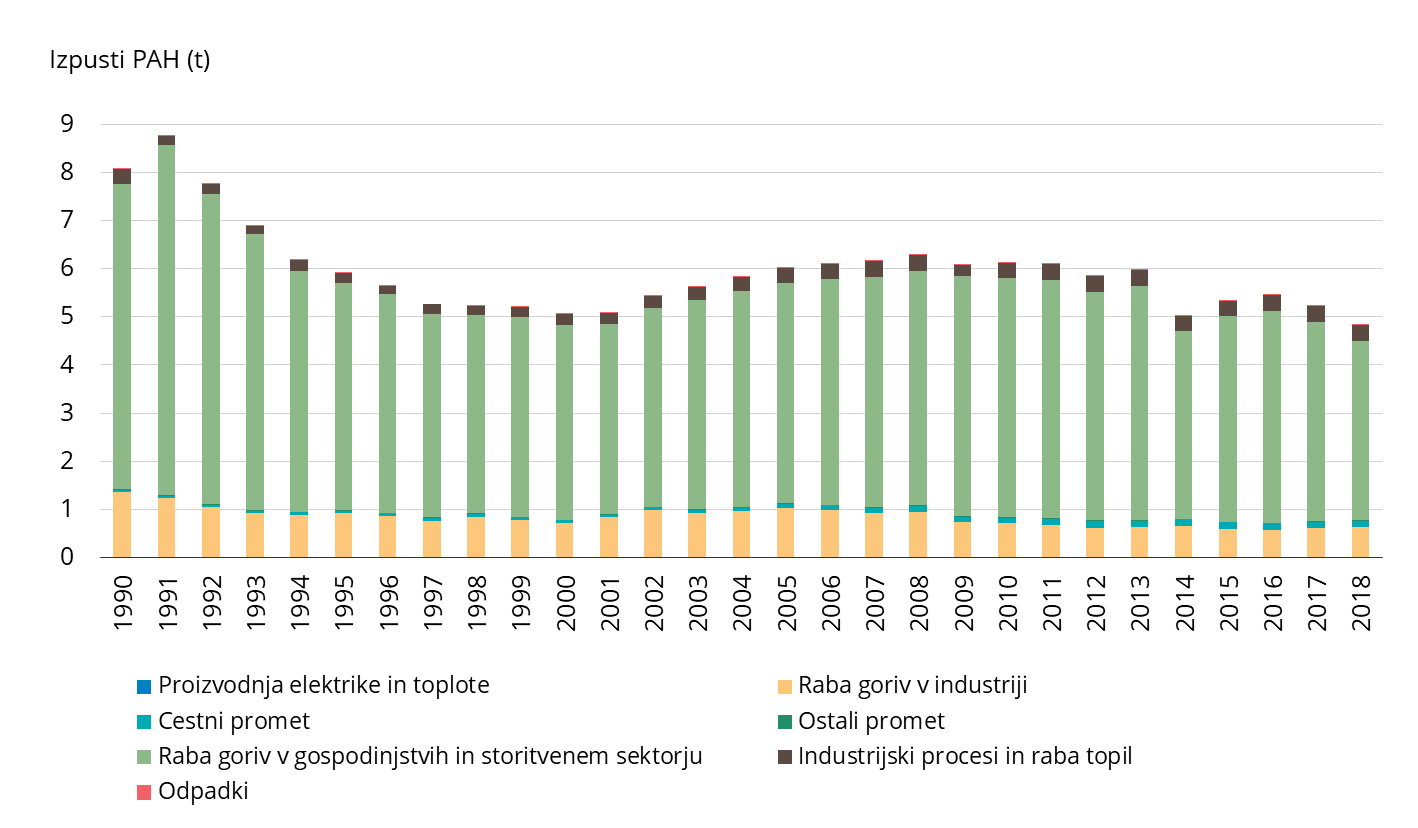 Izpusti PAH (t)
9
8
7
6
5
4
3
2
1
0
1990 1991 1992 1993 1994 1995 1996 1997 1998 1999 2000 2001 2002 2003 2004 2005 2006 2007 2008 2009 2010 2011 2012 2013 2014 2015 2016 2017 2018
Proizvodnja elektrike in toplote
Raba goriv v industriji
Cestni promet
Ostali promet
Raba goriv v gospodinjstvih in storitvenem sektorju
Industrijski procesi in raba topil
Odpadki